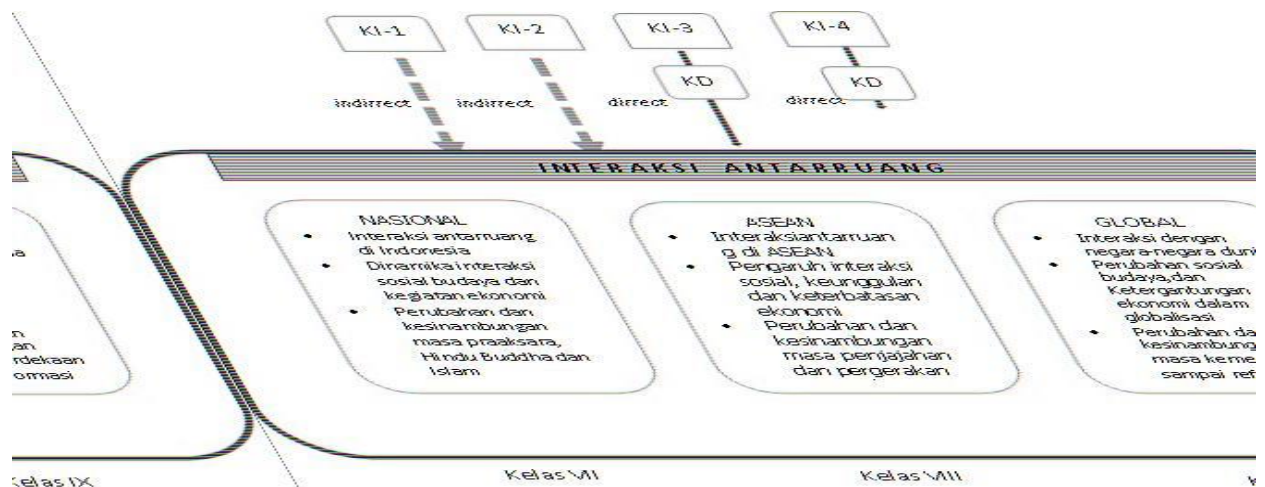 KI-1
KI-2
KI-3
KI-4
KD
KD
indirrect
indirrect
dirrect
dirrect
INTERAKSI ANTARRUANG
NASIONAL
• Interaksi antarruang
di Indonesia
• Dinamika interaksi
sosial budaya dan
kegiatan ekonomi
• Perubahan dan
kesinambungan
masa praaksara,
Hindu Buddha dan
Islam
ASEAN
• Interaksiantarruan
g di ASEAN
• Pengaruh interaksi
sosial, keunggulan
dan keterbatasan
ekonomi
• Perubahan dan
kesinambungan
masa penjajahan
dan pergerakan
GLOBAL
• Interaksi dengan
negara-negara duni
• Perubahan sosial
budaya,dan
Ketergantungan
ekonomi dalam
globalisasi
• Perubahan da
kesinambung
masa keme
sampai ref
an
rdekaan
ormasi
Kelas IX
Kelas VII
Kelas VIII